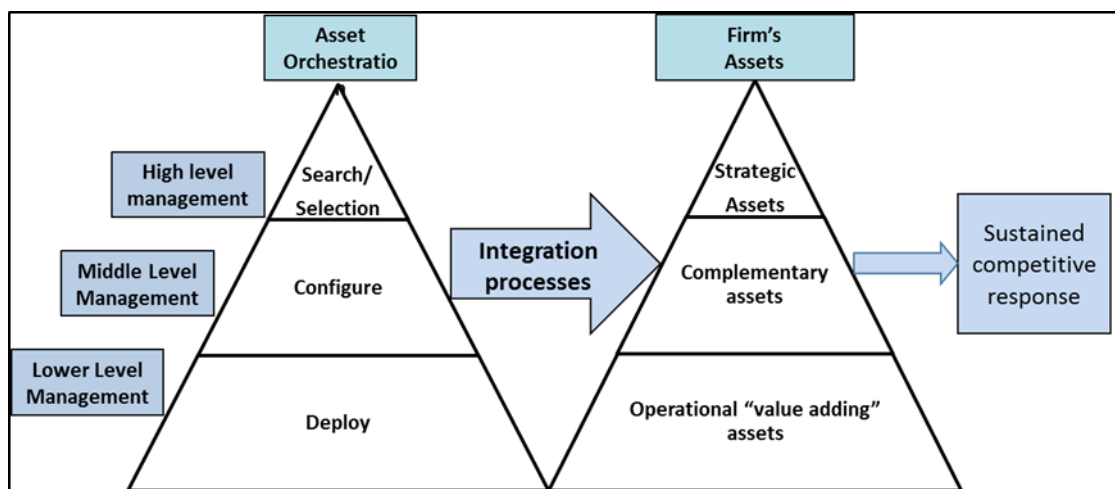 Asset
Orchestratio
n
Firm's
Assets
High level
management
Search/
Selection
Strategic
Assets
Middle Level
Management
Configure
Integration
processes
Complementary
assets
Sustained
competitive
response
Lower Level
Management
Deploy
Operational “value adding”
assets